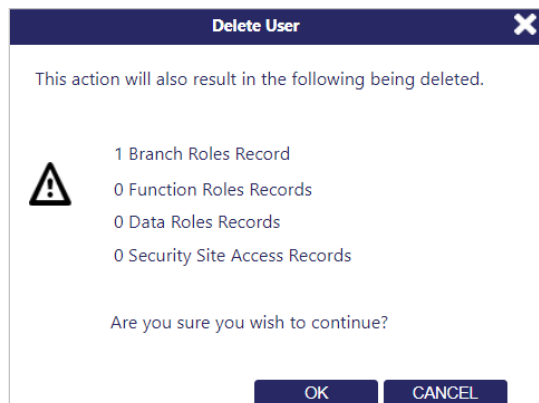 Delete User
This action will also result in the following being deleted.
1 Branch Roles Record
0 Function Roles Records
0 Data Roles Records
0 Security Site Access Records
Are you sure you wish to continue?
OK
CANCEL